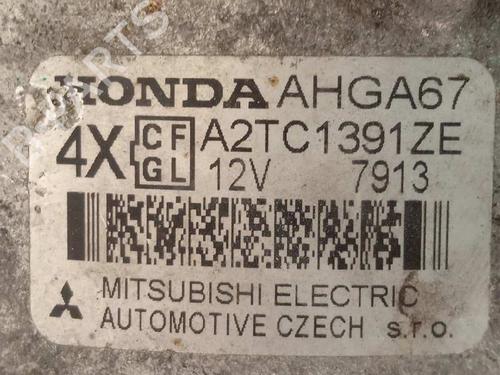 HONDA AHGA67
4X CF GL A2TC1391ZE
12V 7913
MITSUBISHI ELECTRIC
AUTOMOTIVE CZECH s.r.o.